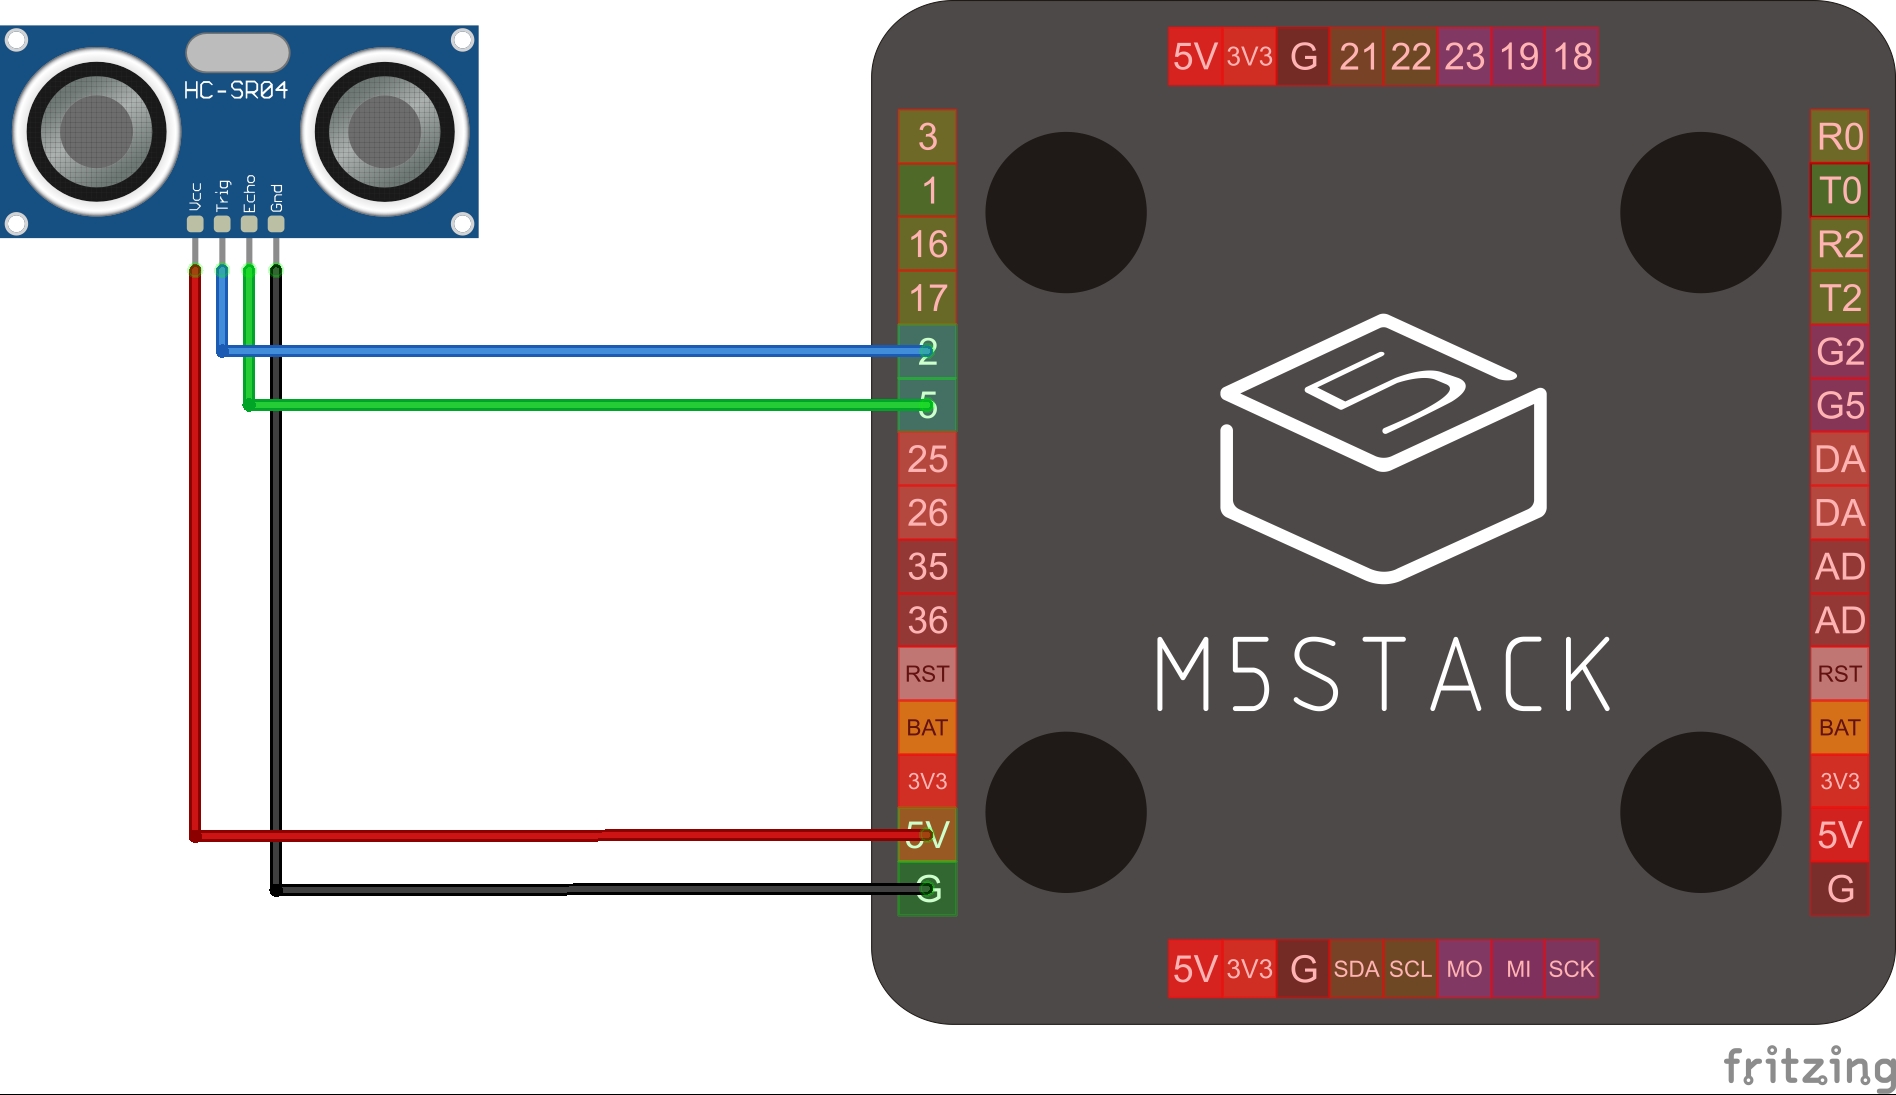 HC-SR04
Vcc
Trig
Echo
Gnd
5V 3V3 G 21 22 23 19 18
3
1
16
17
2
5
25
26
35
36
RST
BAT
3V3
5V
G
5
M5STACK
R0
T0
R2
T2
G2
G5
DA
DA
AD
AD
RST
BAT
3V3
5V
G
5V 3V3 G SDA SCL MO MI SCK
fritzing